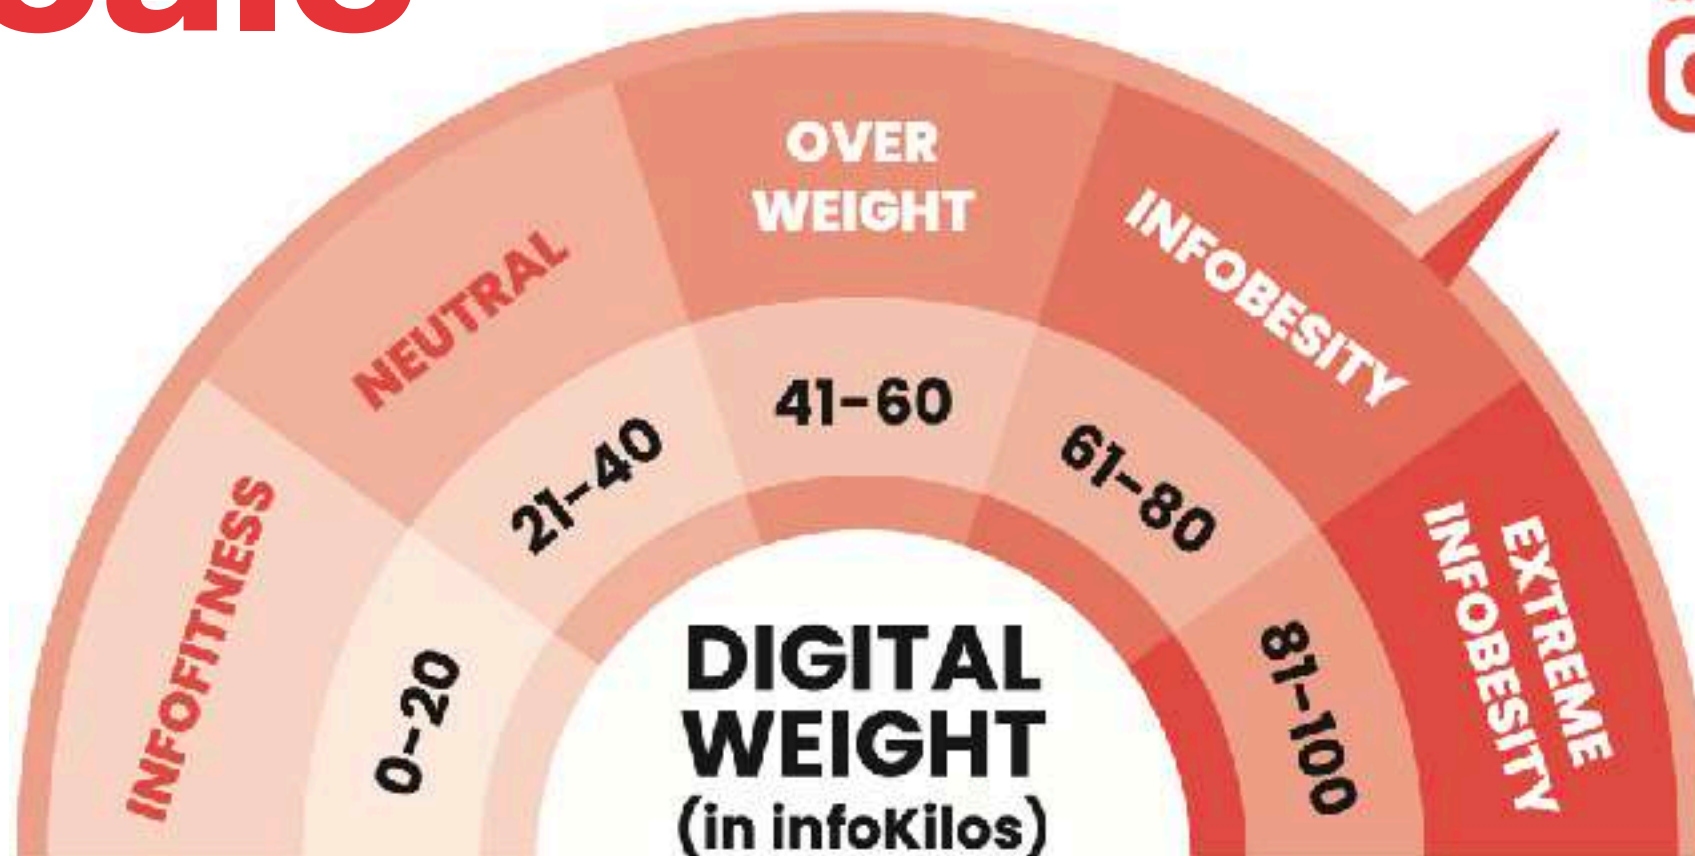 INFOFITNESS
NEUTRAL
OVER
WEIGHT
INFOBESITY
EXTREME
INFOBESITY
0-20
21-40
41-60
61-80
81-100
DIGITAL
WEIGHT
(in infoKilos)